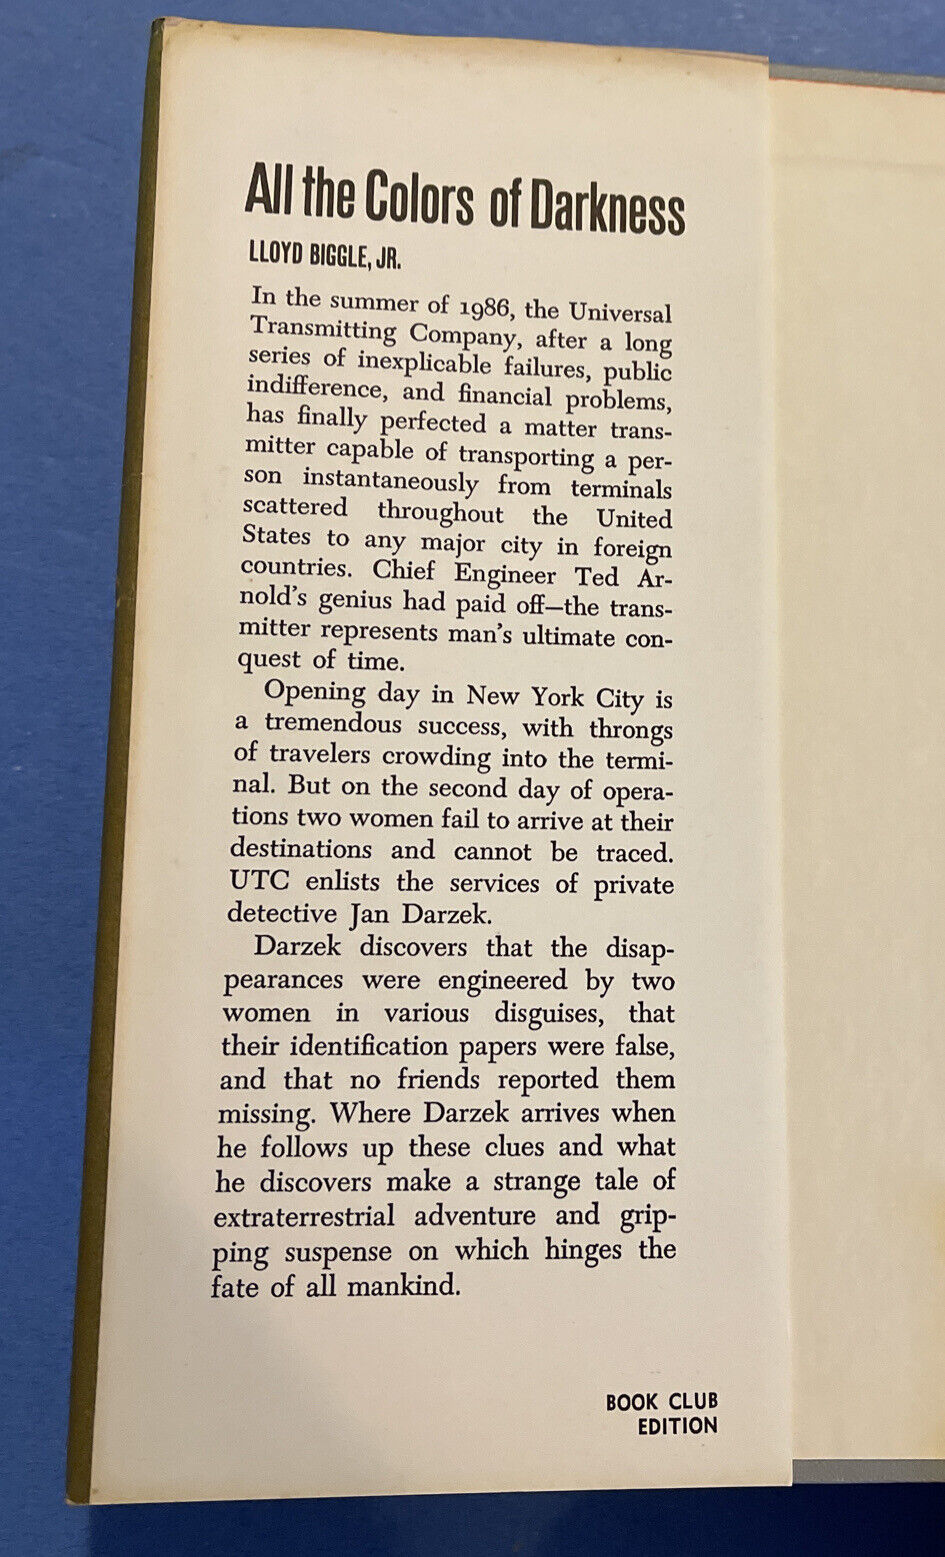 All the Colors of Darkness
LLOYD BIGGLE, JR.
In the summer of 1986, the Universal
Transmitting Company, after a long
series of inexplicable failures, public
indifference, and financial problems,
has finally perfected a matter trans-
mitter capable of transporting a per-
son instantaneously from terminals
scattered throughout the United
States to any major city in foreign
countries. Chief Engineer Ted Ar-
nold's genius had paid off—the trans-
mitter represents man's ultimate con-
quest of time.
Opening day in New York City is
a tremendous success, with throngs
of travelers crowding into the termi-
nal. But on the second day of opera-
tions two women fail to arrive at their
destinations and cannot be traced.
UTC enlists the services of private
detective Jan Darzek.
Darzek discovers that the disap-
pearances were engineered by two
women in various disguises, that
their identification papers were false,
and that no friends reported them
missing. Where Darzek arrives when
he follows up these clues and what
he discovers make a strange tale of
extraterrestrial adventure and grip-
ping suspense on which hinges the
fate of all mankind.
BOOK CLUB
EDITION